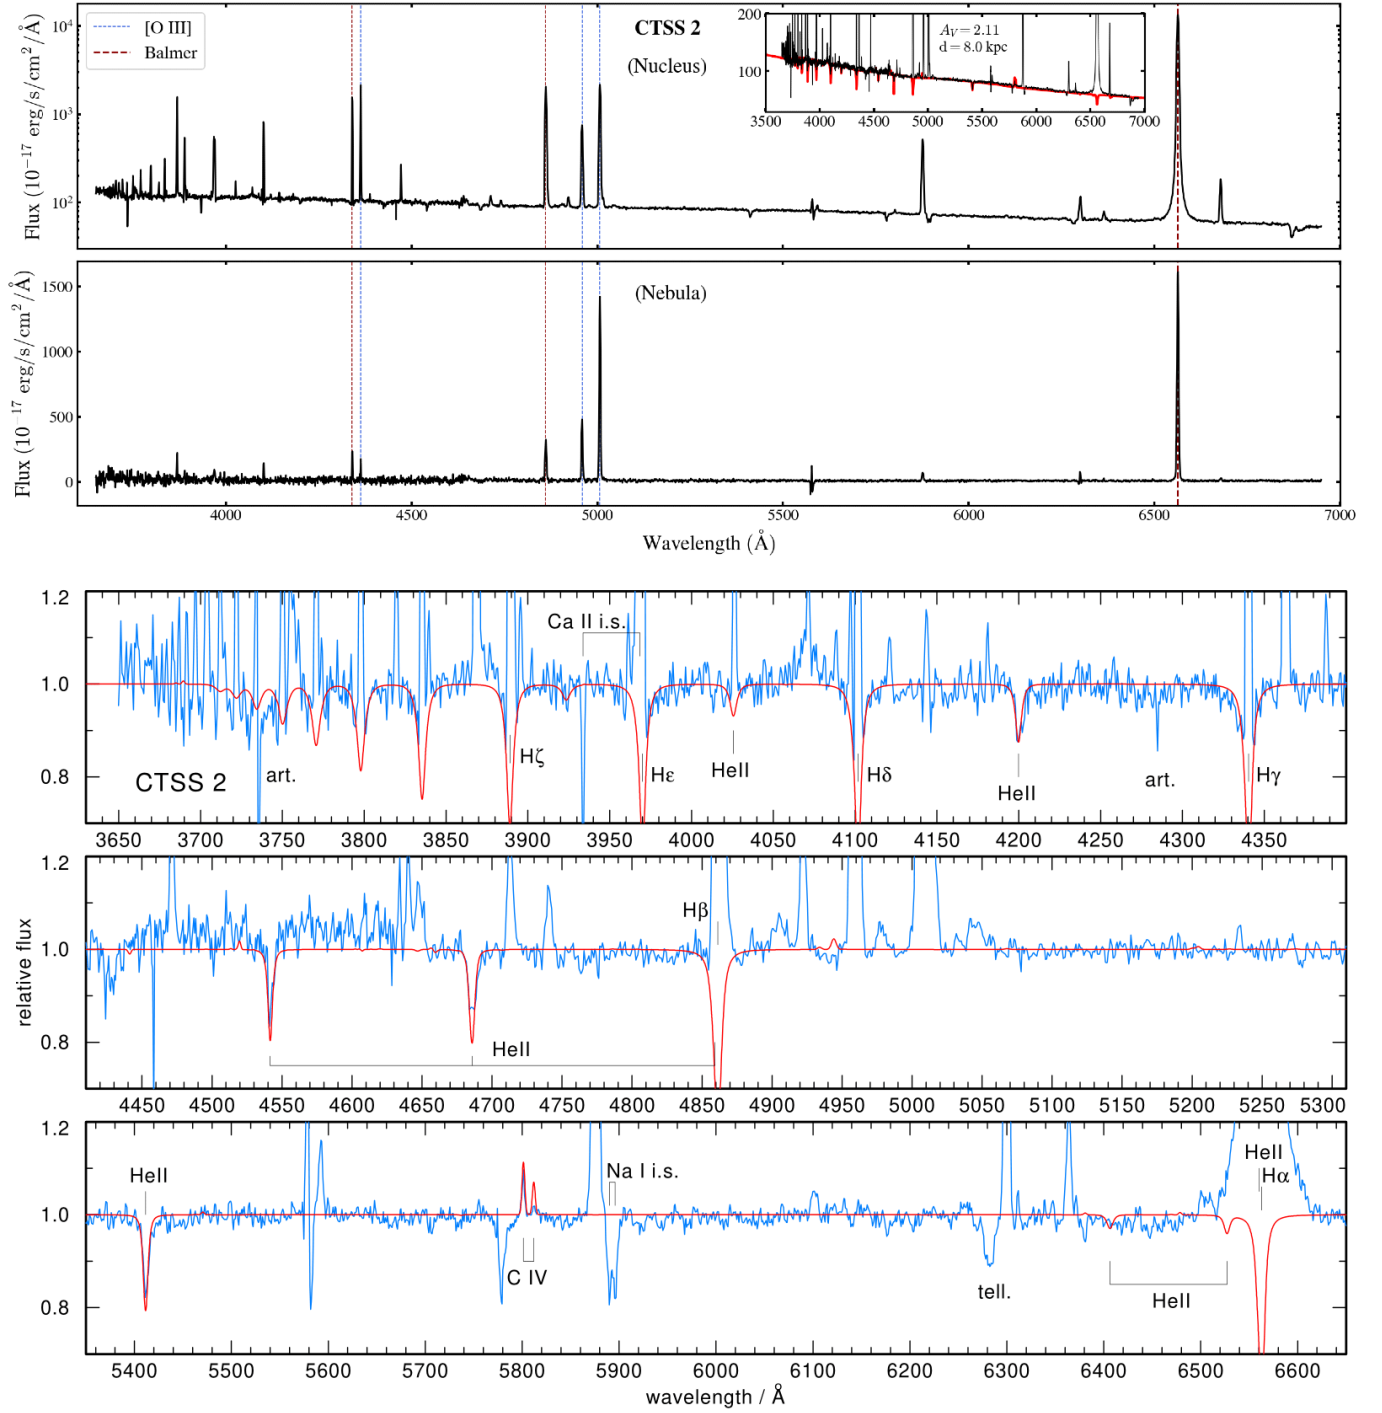 [O III]
Balmer
CTSS 2
(Nucleus)
A_V = 2.11
d = 8.0 kpc
200
100
3500 4000 4500 5000 5500 6000 6500 7000
10^4
10^3
10^2
Flux (10^−17 erg/s/cm^2/Å)
(Nebula)
1500
1000
500
0
Flux (10^−17 erg/s/cm^2/Å)
4000 4500 5000 5500 6000 6500 7000
Wavelength (Å)
1.2
1.0
0.8
Ca II i.s.
CTSS 2
art.
Hζ
Hε
HeII
Hδ
HeII
art.
Hγ
3650 3700 3750 3800 3850 3900 3950 4000 4050 4100 4150 4200 4250 4300 4350
relative flux
1.2
1.0
0.8
Hβ
HeII
4450 4500 4550 4600 4650 4700 4750 4800 4850 4900 4950 5000 5050 5100 5150 5200 5250 5300
1.2
1.0
0.8
HeII
C IV
Na I i.s.
tell.
HeII
HeII
Hα
5400 5500 5600 5700 5800 5900 6000 6100 6200 6300 6400 6500 6600
wavelength / Å